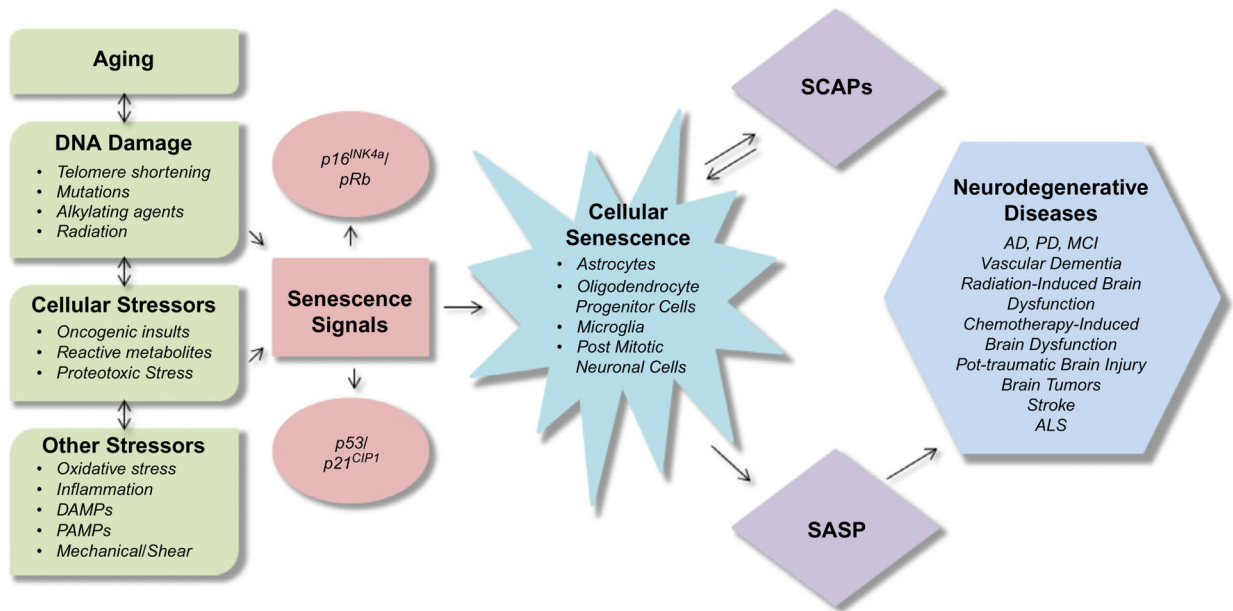 Aging
DNA Damage
• Telomere shortening
• Mutations
• Alkylating agents
• Radiation
Cellular Stressors
• Oncogenic insults
• Reactive metabolites
• Proteotoxic Stress
Other Stressors
• Oxidative stress
• Inflammation
• DAMPs
• PAMPs
• Mechanical/Shear
p16INK4a/
pRb
Senescence
Signals
p53/
p21CIP1
Cellular
Senescence
• Astrocytes
• Oligodendrocyte
Progenitor Cells
• Microglia
• Post Mitotic
Neuronal Cells
SCAPs
SASP
Neurodegenerative
Diseases
AD, PD, MCI
Vascular Dementia
Radiation-Induced Brain
Dysfunction
Chemotherapy-Induced
Brain Dysfunction
Pot-traumatic Brain Injury
Brain Tumors
Stroke
ALS